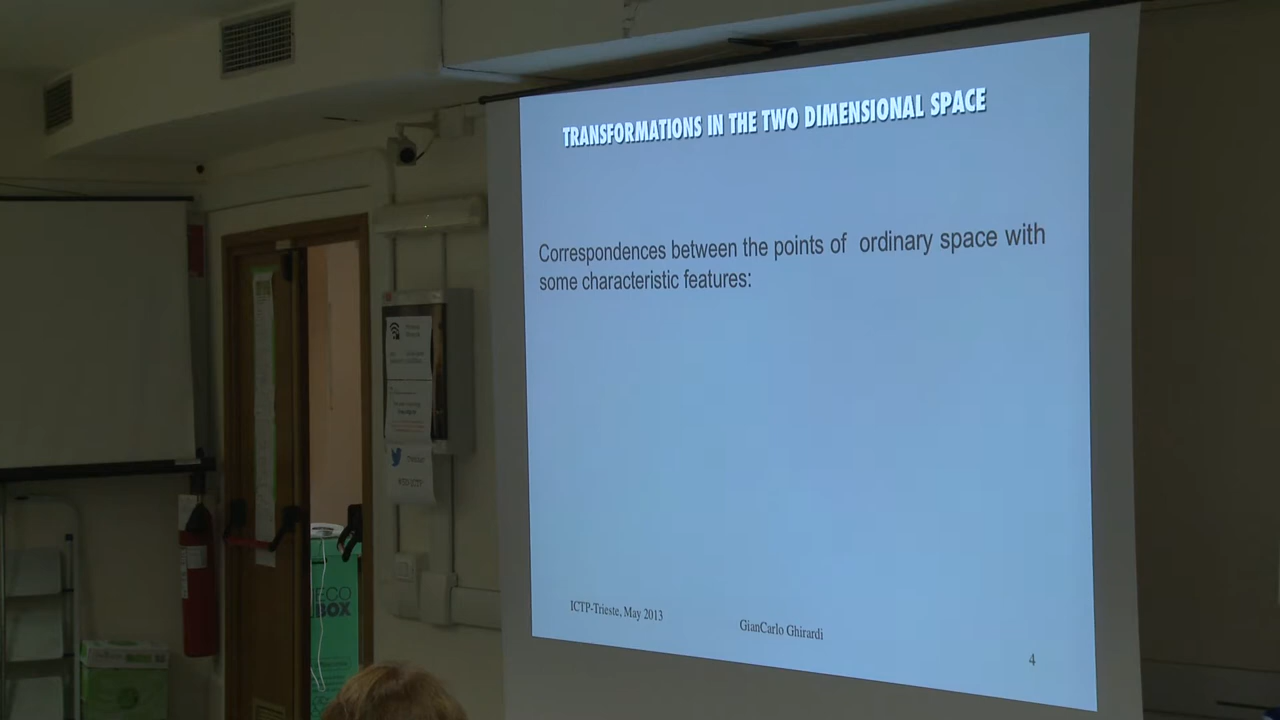 TRANSFORMATIONS IN THE TWO DIMENSIONAL SPACE
Correspondences between the points of ordinary space with
some characteristic features:
ICTP-Trieste, May 2013
GianCarlo Ghirardi
4
ECO
BOX